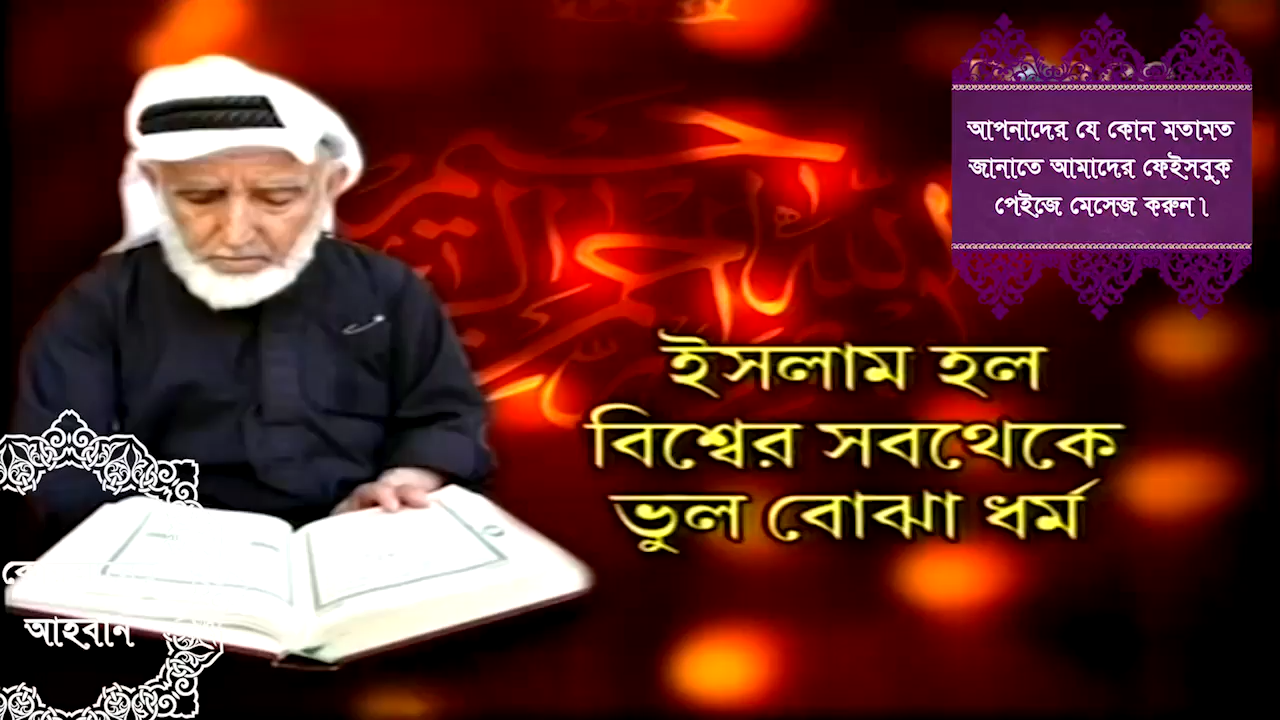 আপনাদের যে কোন মতামত
জানাতে আমাদের ফেইসবুক
পেইজে মেসেজ করুন।
ইসলাম হল
বিশ্বের সবথেকে
ভুল বোঝা ধর্ম
আহবান